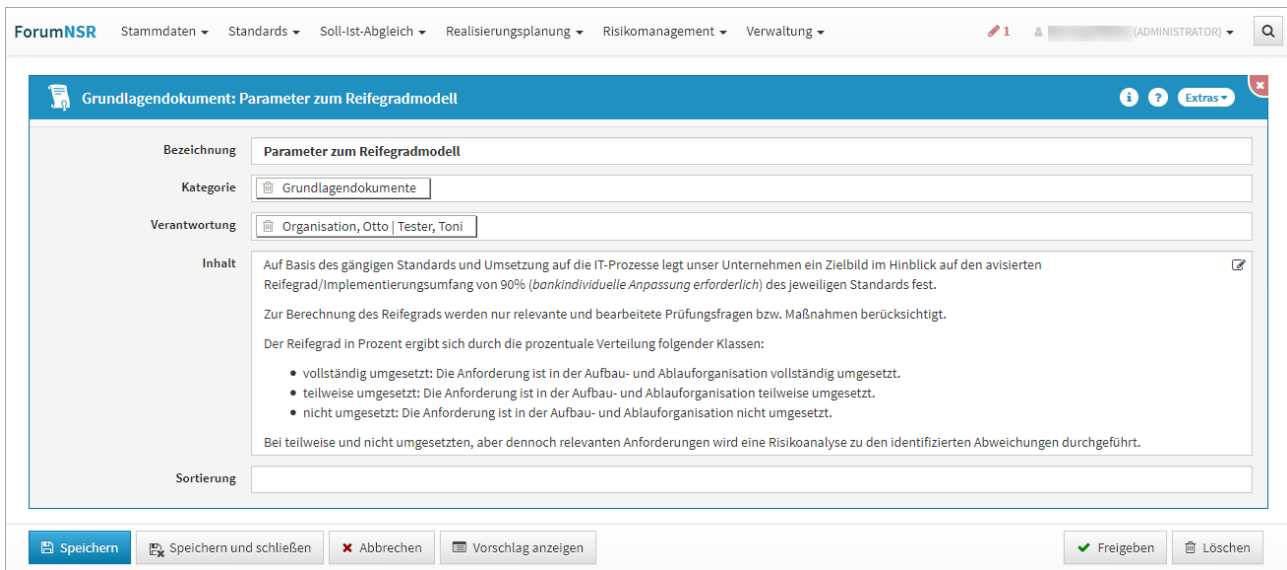 ForumNSR Stammdaten Standards Soll-Ist-Abgleich Realisierungsplanung Risikomanagement Verwaltung 1 (ADMINISTRATOR)
Grundlagendokument: Parameter zum Reifegradmodell i ? Extras
Bezeichnung Parameter zum Reifegradmodell
Kategorie Grundlagendokumente
Verantwortung Organisation, Otto | Tester, Toni
Inhalt Auf Basis des gängigen Standards und Umsetzung auf die IT-Prozesse legt unser Unternehmen ein Zielbild im Hinblick auf den avisierten
Reifegrad/Implementierungsumfang von 90% (bankindividuelle Anpassung erforderlich) des jeweiligen Standards fest.
Zur Berechnung des Reifegrads werden nur relevante und bearbeitete Prüfungsfragen bzw. Maßnahmen berücksichtigt.
Der Reifegrad in Prozent ergibt sich durch die prozentuale Verteilung folgender Klassen:
• vollständig umgesetzt: Die Anforderung ist in der Aufbau- und Ablauforganisation vollständig umgesetzt.
• teilweise umgesetzt: Die Anforderung ist in der Aufbau- und Ablauforganisation teilweise umgesetzt.
• nicht umgesetzt: Die Anforderung ist in der Aufbau- und Ablauforganisation nicht umgesetzt.
Bei teilweise und nicht umgesetzten, aber dennoch relevanten Anforderungen wird eine Risikoanalyse zu den identifizierten Abweichungen durchgeführt.
Sortierung
Speichern Speichern und schließen Abbrechen Vorschlag anzeigen Freigeben Löschen